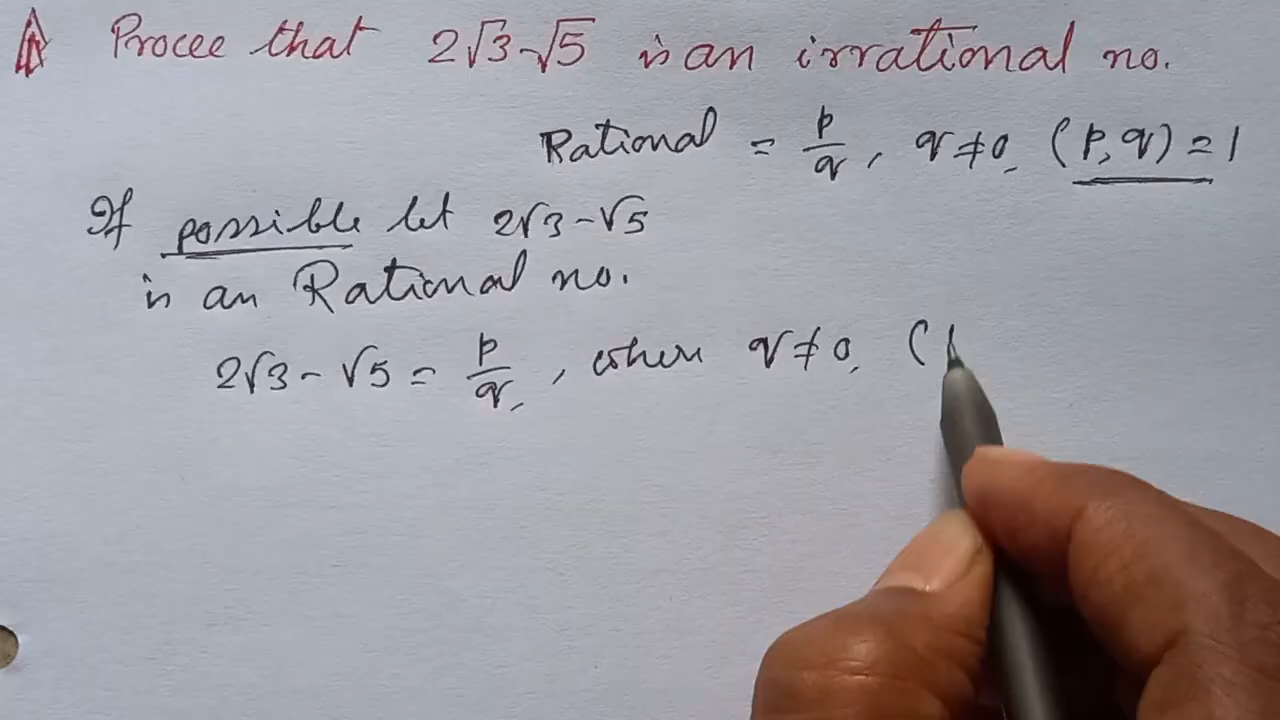 Procee that 2√3-√5 is an irrational no.
Rational = p/q, q≠0, (p,q)=1
If possible let 2√3-√5
is an Rational no.
2√3-√5 = p/q, where q≠0, (